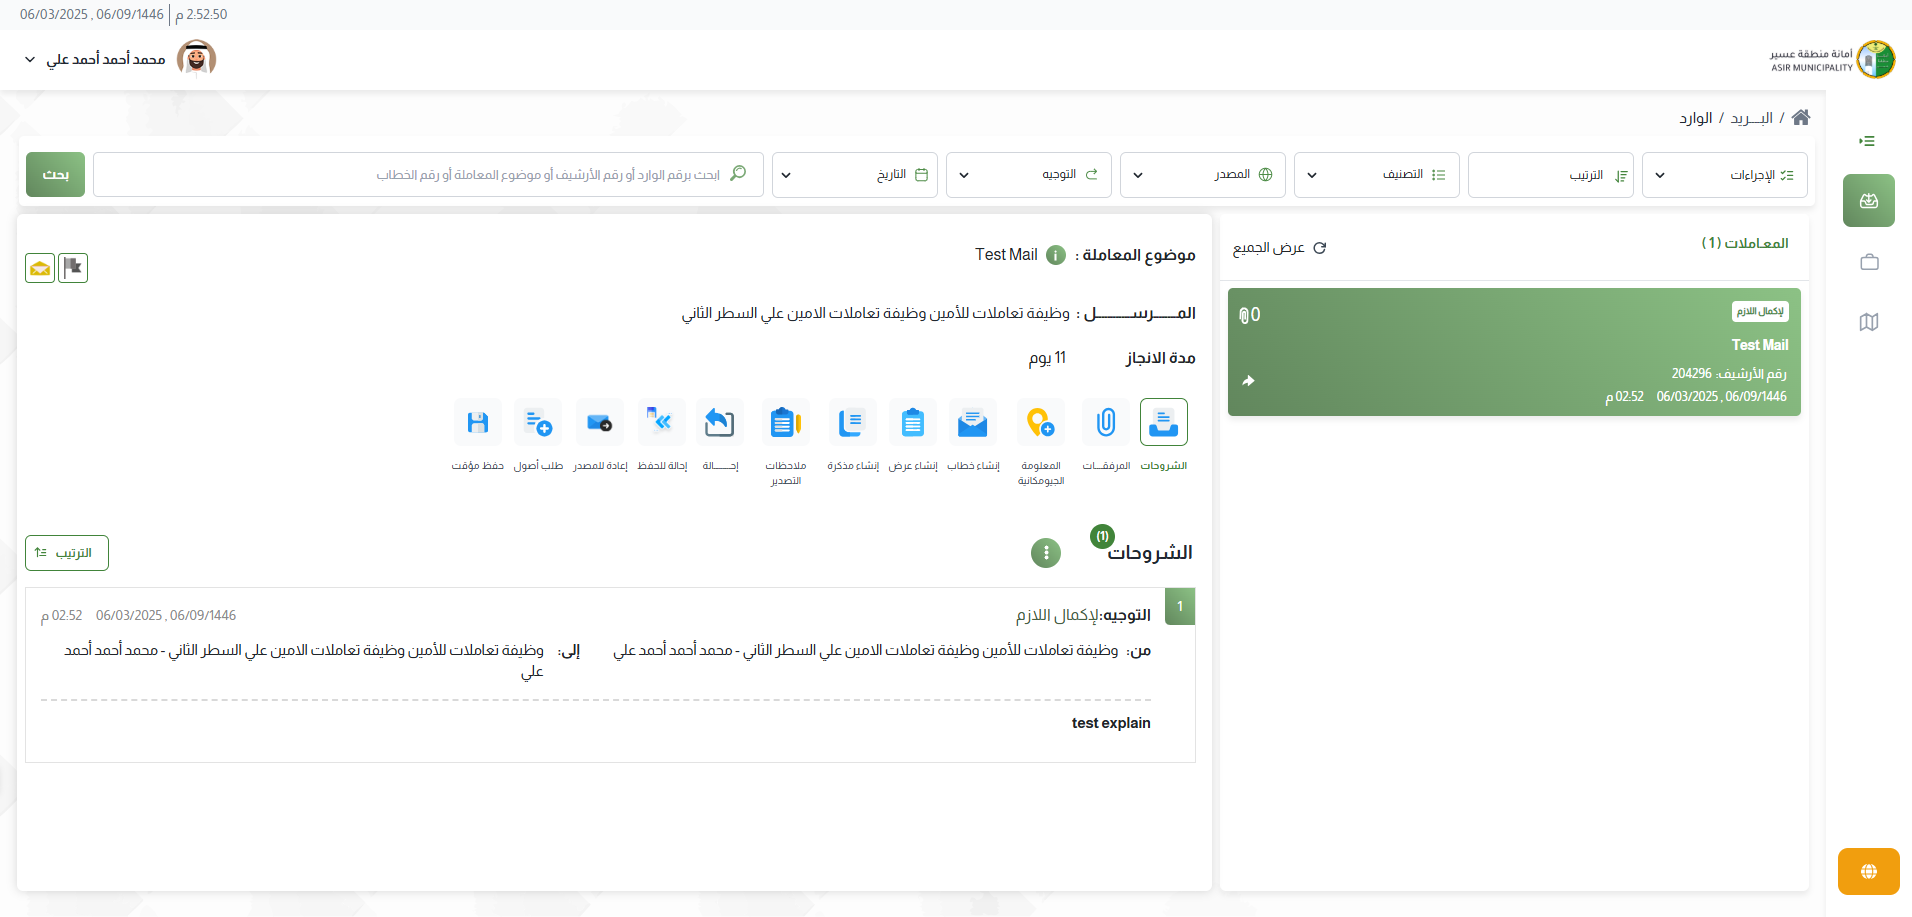 06/03/2025 , 06/09/1446 | 2:52:50 م
أمانة منطقة عسير
ASIR MUNICIPALITY
محمد أحمد أحمد علي
/ البـــريد / الوارد
الإجراءات
الترتيب
التصنيف
المصدر
التوجيه
التاريخ
ابحث برقم الوارد أو رقم الأرشيف أو موضوع المعاملة أو رقم الخطاب
بحث
المعاملات ( 1 )
عرض الجميع
لإكمال اللازم
0
Test Mail
رقم الأرشيف: 204296
06/03/2025 , 06/09/1446 02:52 م
موضوع المعاملة : Test Mail
المـــــرســـــــــل : وظيفة تعاملات للأمين وظيفة تعاملات الامين علي السطر الثاني
مدة الانجاز 11 يوم
الشروحات
المرفقـــات
المعلومة الجيومكانية
إنشاء خطاب
إنشاء عرض
إنشاء مذكرة
ملاحظات التصدير
إحـــــالة
إحالة للحفظ
إعادة للمصدر
طلب أصول
حفظ مؤقت
الشروحات (1)
الترتيب
1
التوجيه:لإكمال اللازم
06/03/2025 , 06/09/1446 02:52 م
من: وظيفة تعاملات للأمين وظيفة تعاملات الامين علي السطر الثاني - محمد أحمد أحمد علي
إلى: وظيفة تعاملات للأمين وظيفة تعاملات الامين علي السطر الثاني - محمد أحمد أحمد
علي
test explain